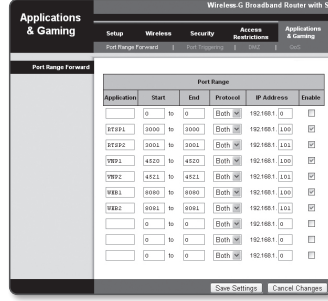 Wireless-G Broadband Router with S
Applications & Gaming
Setup Wireless Security Access Restrictions Applications & Gaming
Port Range Forward | Port Triggering | DMZ | QoS
Port Range Forward
Port Range
Application Start End Protocol IP Address Enable
0 to 0 Both 192.168.1. 0
RTSP1 3000 to 3000 Both 192.168.1. 100
RTSP2 3001 to 3001 Both 192.168.1. 101
VNP1 4520 to 4520 Both 192.168.1. 100
VNP2 4521 to 4521 Both 192.168.1. 101
WEB1 8080 to 8080 Both 192.168.1. 100
WEB2 8081 to 8081 Both 192.168.1. 101
0 to 0 Both 192.168.1. 0
0 to 0 Both 192.168.1. 0
0 to 0 Both 192.168.1. 0
Save Settings Cancel Changes